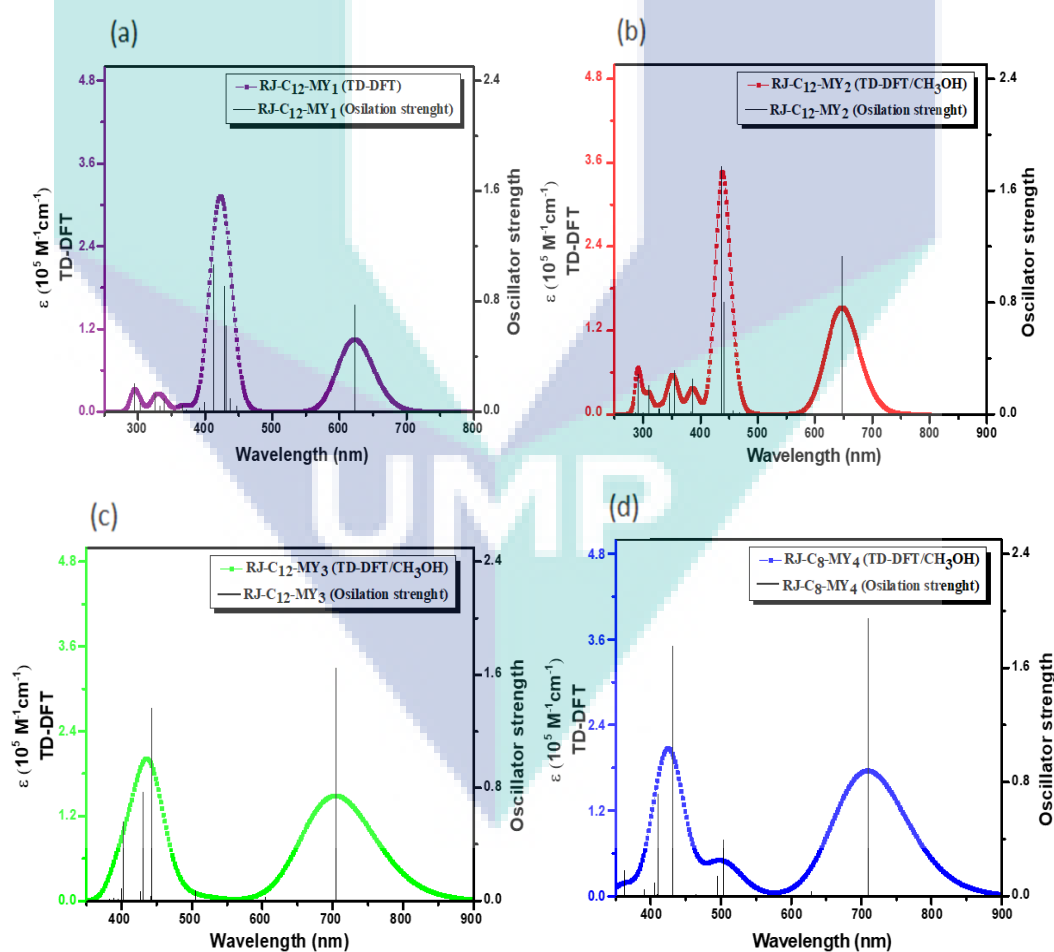 (a)
RJ-C12-MY1 (TD-DFT)
RJ-C12-MY1 (Osilation strenght)
4.8
3.6
2.4
1.2
0.0
2.4
1.6
0.8
0.0
ε (10^5 M^-1cm^-1)
TD-DFT
Oscillator strength
300 400 500 600 700 800
Wavelength (nm)
(b)
RJ-C12-MY2 (TD-DFT/CH3OH)
RJ-C12-MY2 (Osilation strenght)
4.8
3.6
2.4
1.2
0.0
2.4
1.6
0.8
0.0
ε (10^5 M^-1cm^-1)
TD-DFT
Oscillator strength
300 400 500 600 700 800 900
Wavelength (nm)
UMP
(c)
RJ-C12-MY3 (TD-DFT/CH3OH)
RJ-C12-MY3 (Osilation strenght)
4.8
3.6
2.4
1.2
0.0
2.4
1.6
0.8
0.0
ε (10^5 M^-1cm^-1)
TD-DFT
Oscillator strength
400 500 600 700 800 900
Wavelength (nm)
(d)
RJ-C8-MY4 (TD-DFT/CH3OH)
RJ-C8-MY4 (Osilation strenght)
4.8
3.6
2.4
1.2
0.0
2.4
1.6
0.8
0.0
ε (10^5 M^-1cm^-1)
TD-DFT
Oscillator strength
400 500 600 700 800 900
Wavelength (nm)